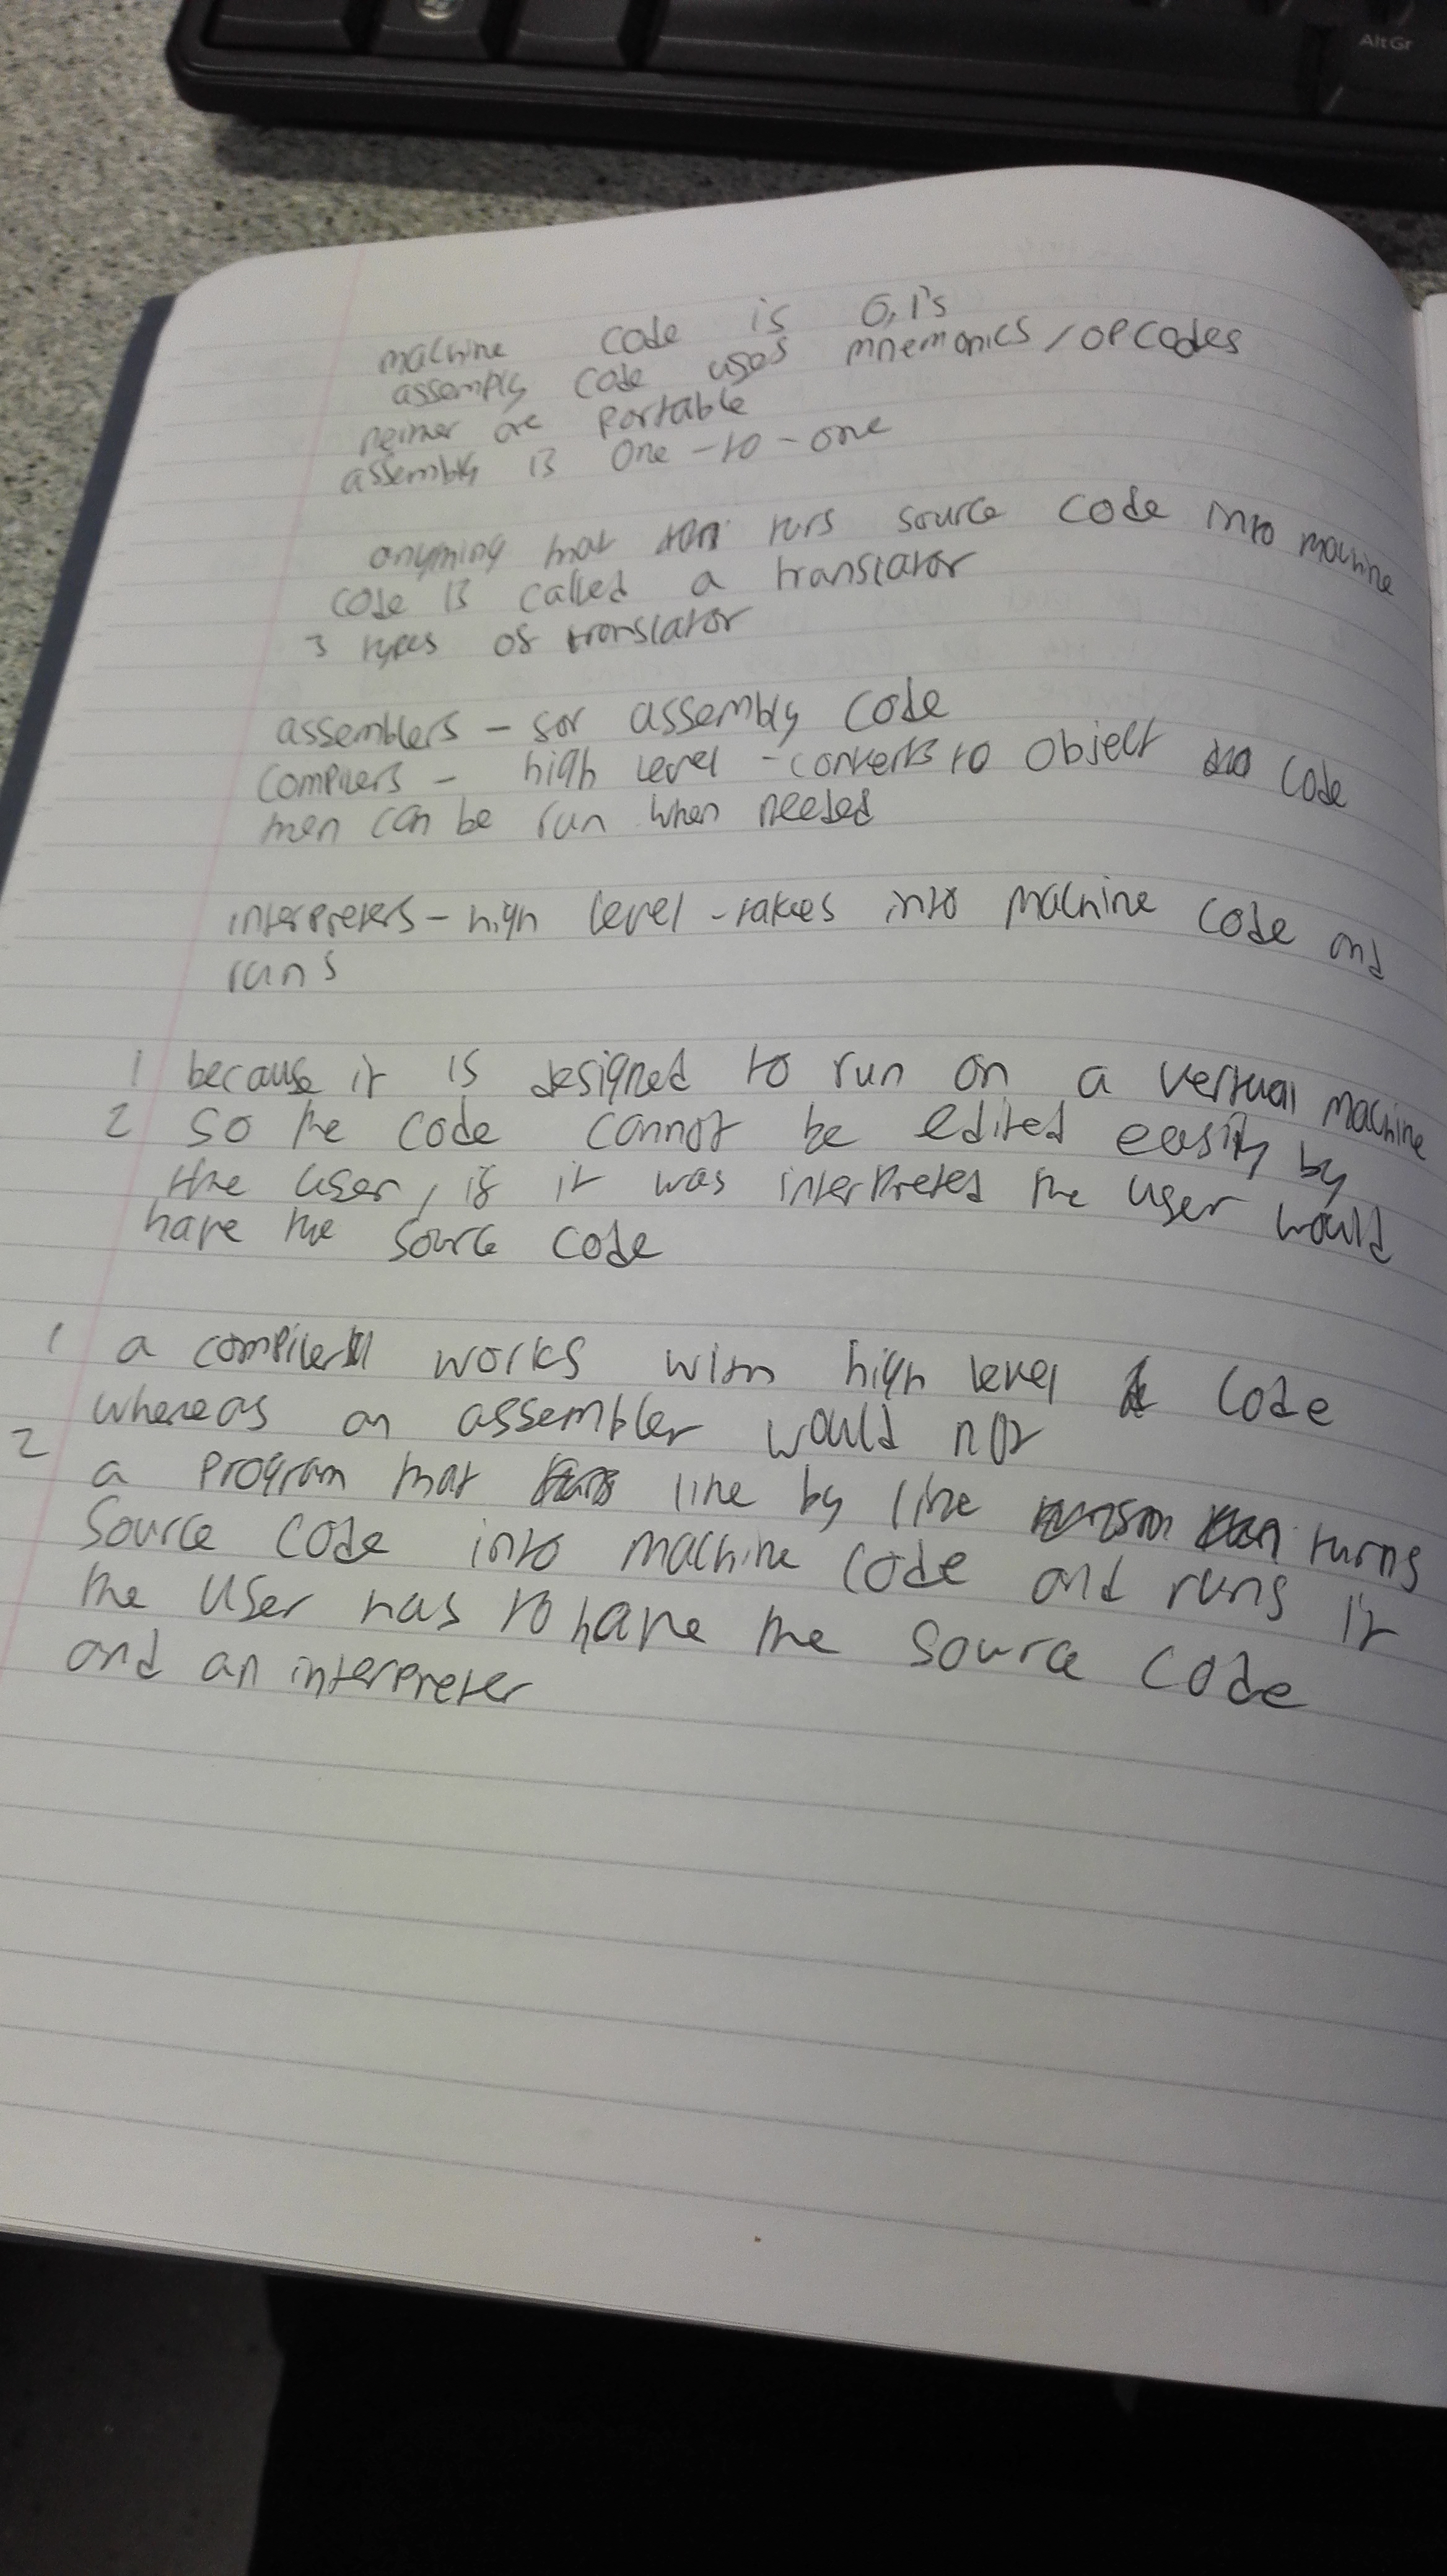 AltGr
machine code is 0,1's
assembly code uses mnemonics / opcodes
neither are portable
assembly is one-to-one
anything that turs source code into machine
code is called a translator
3 types of translator
assemblers - for assembly code
compilers - high level - converts to object code
then can be run when needed
interpreters - high level - takes into machine code and
runs
1 because it is designed to run on a vertual machine
2 so the code cannot be edited easily by
the user, if it was interpreted the user would
have the source code
1 a compiler works with high level code
whereas an assembler would not
2 a program that line by line turns
source code into machine code and runs it
the user has to have the source code
and an interpreter